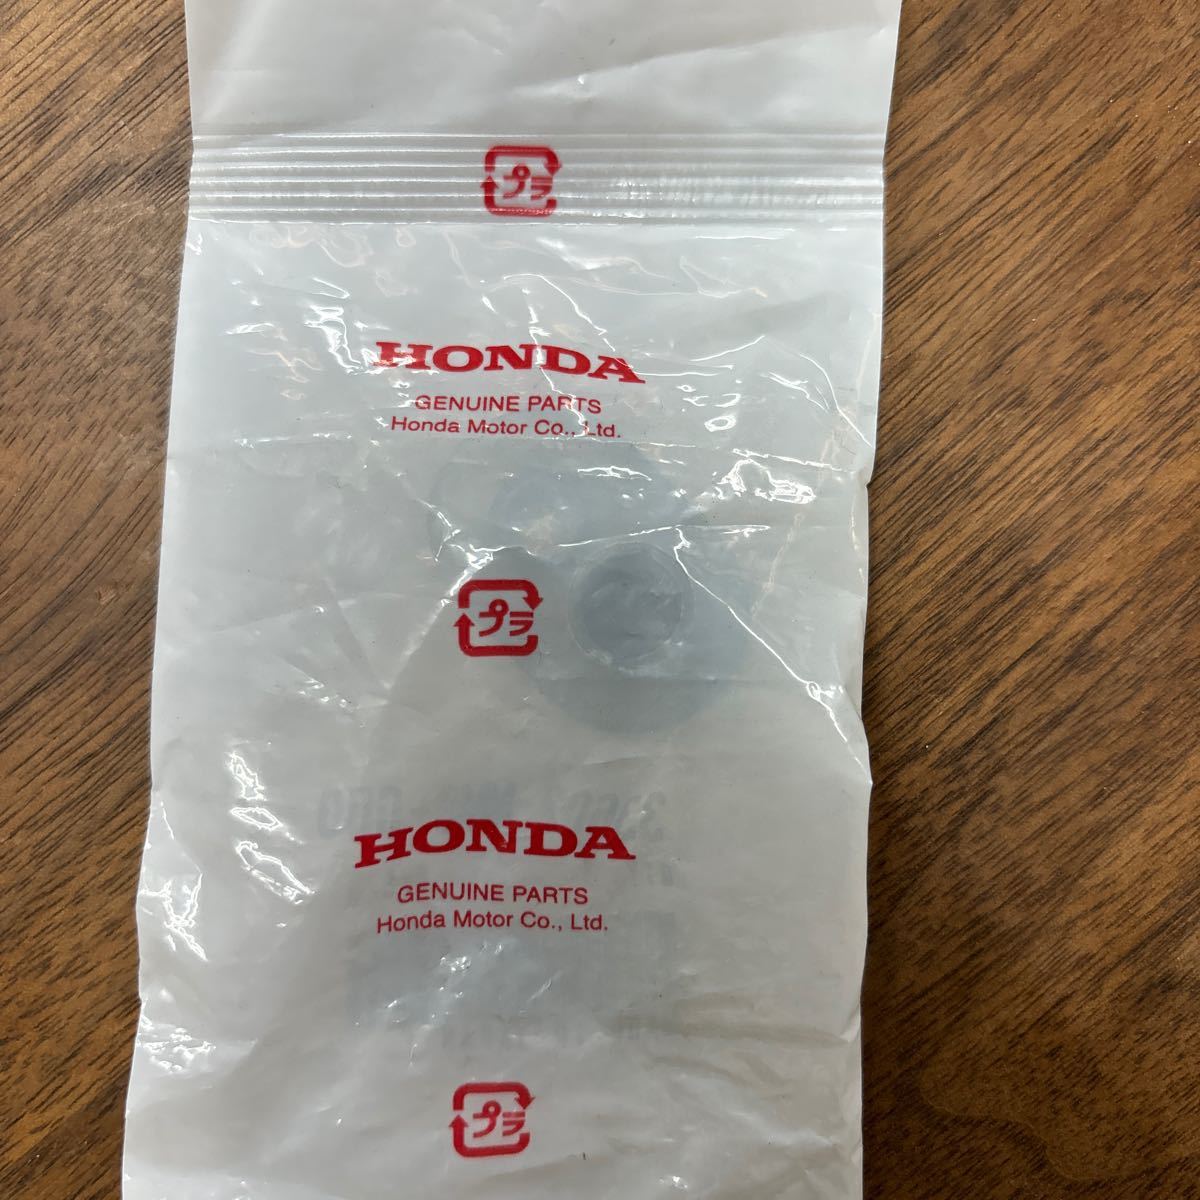 プラ
HONDA
GENUINE PARTS
Honda Motor Co., Ltd.
プラ
HONDA
GENUINE PARTS
Honda Motor Co., Ltd.
プラ